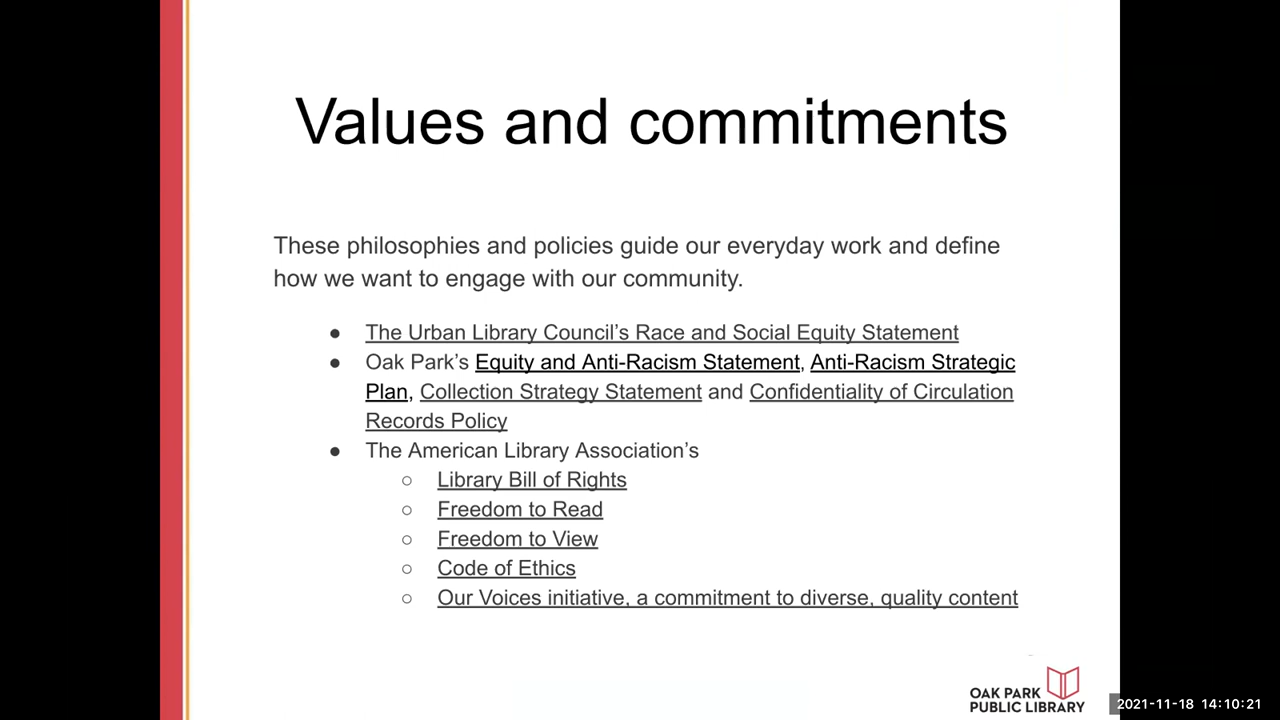 Values and commitments
These philosophies and policies guide our everyday work and define
how we want to engage with our community.
● The Urban Library Council’s Race and Social Equity Statement
● Oak Park’s Equity and Anti-Racism Statement, Anti-Racism Strategic
Plan, Collection Strategy Statement and Confidentiality of Circulation
Records Policy
● The American Library Association’s
○ Library Bill of Rights
○ Freedom to Read
○ Freedom to View
○ Code of Ethics
○ Our Voices initiative, a commitment to diverse, quality content
OAK PARK
PUBLIC LIBRARY
2021-11-18 14:10:21